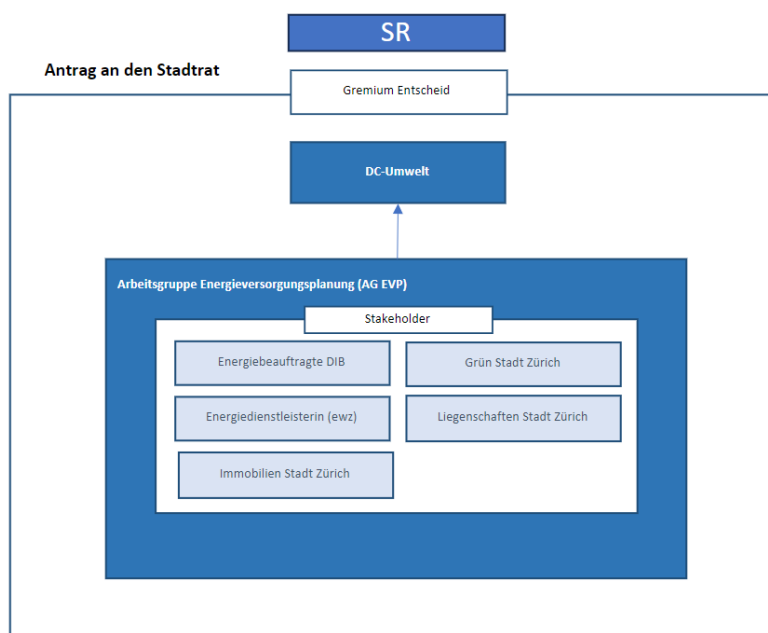 SR
Antrag an den Stadtrat
Gremium Entscheid
DC-Umwelt
Arbeitsgruppe Energieversorgungsplanung (AG EVP)
Stakeholder
Energiebeauftragte DIB
Grün Stadt Zürich
Energiedienstleisterin (ewz)
Liegenschaften Stadt Zürich
Immobilien Stadt Zürich